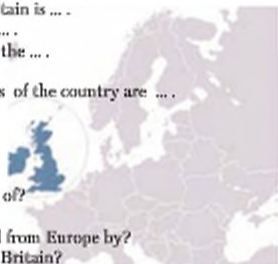 tain is ... .
... .
the ... .
s of the country are ... .
of?
from Europe by?
Britain?